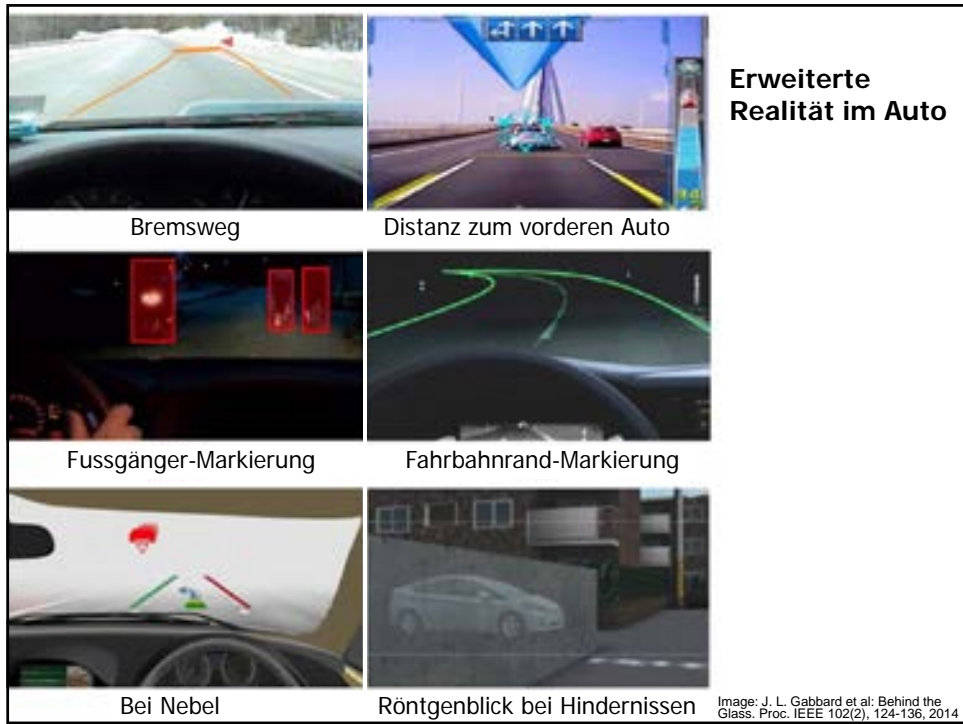 Erweiterte
Realität im Auto
Bremsweg
Distanz zum vorderen Auto
Fussgänger-Markierung
Fahrbahnrand-Markierung
Bei Nebel
Röntgenblick bei Hindernissen
Image: J. L. Gabbard et al: Behind the
Glass. Proc. IEEE 102(2), 124-136, 2014